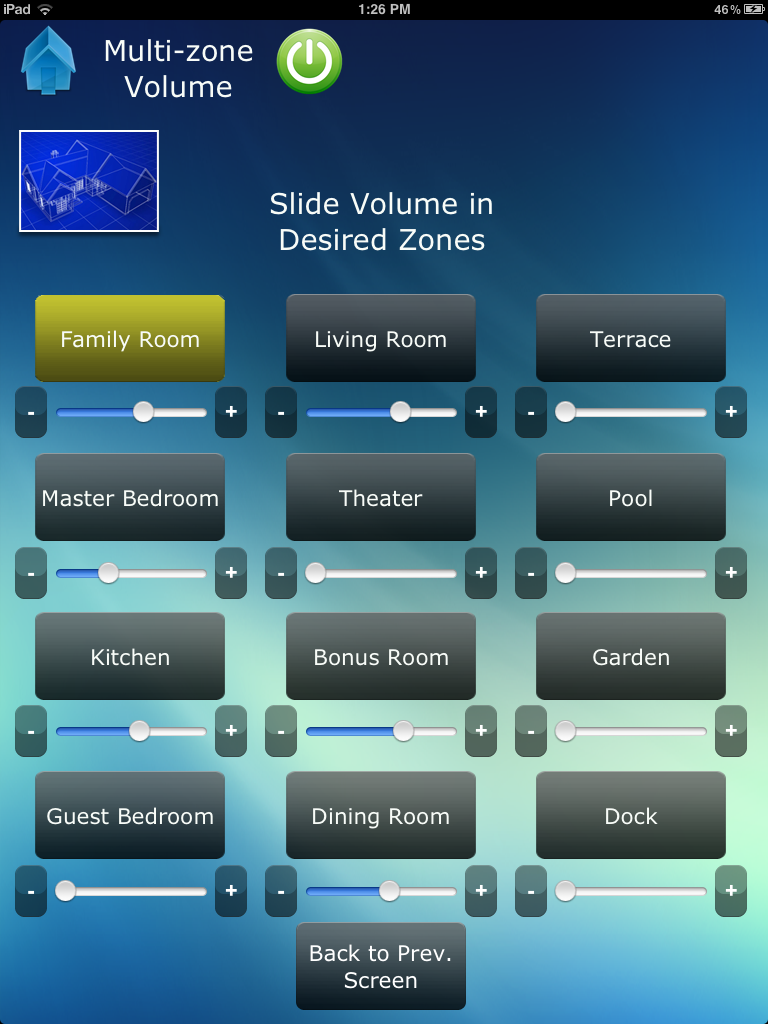 iPad 1:26 PM 46%
Multi-zone
Volume
Slide Volume in
Desired Zones
Family Room Living Room Terrace
- + - + - +
Master Bedroom Theater Pool
- + - + - +
Kitchen Bonus Room Garden
- + - + - +
Guest Bedroom Dining Room Dock
- + - + - +
Back to Prev.
Screen